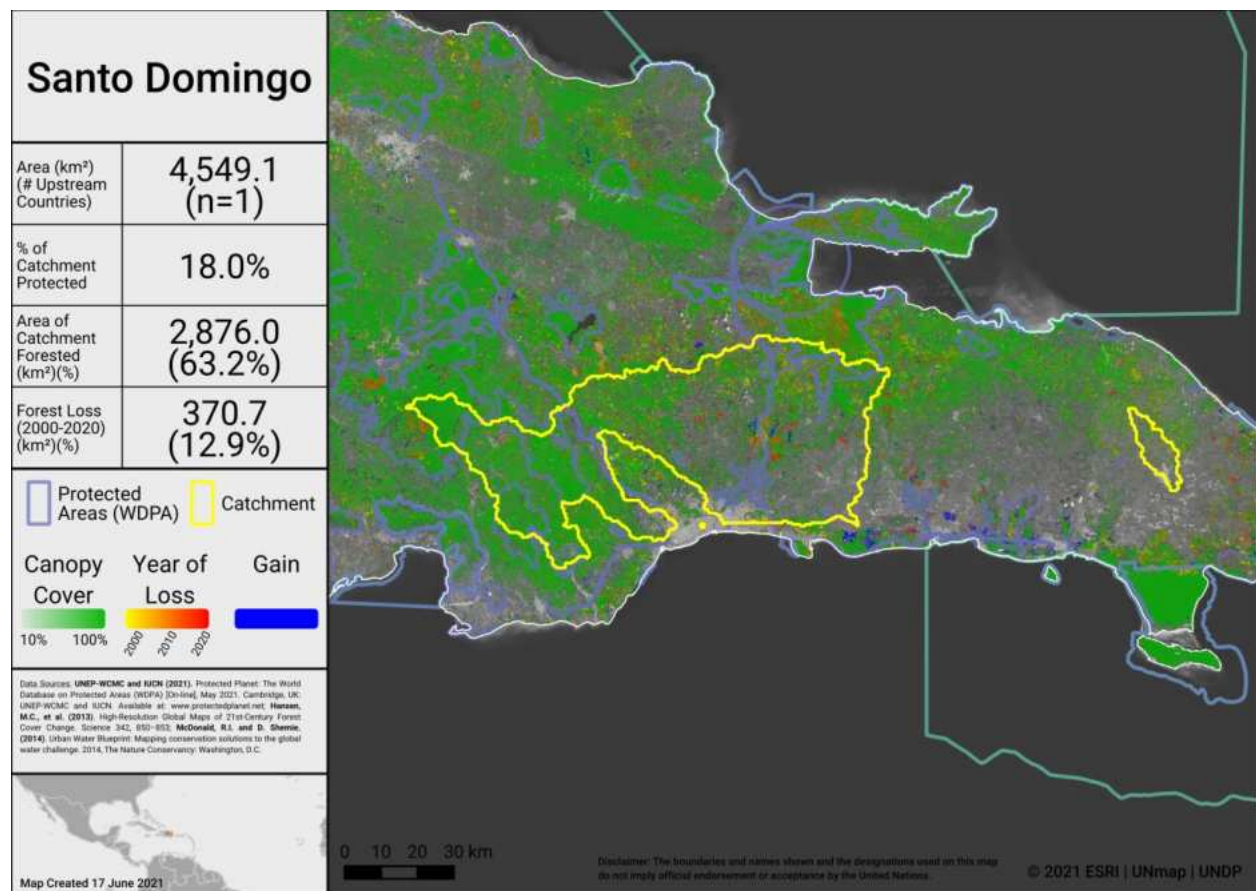 Santo Domingo
Area (km²)
(# Upstream
Countries)
4,549.1
(n=1)
% of
Catchment
Protected
18.0%
Area of
Catchment
Forested
(km²)(%)
2,876.0
(63.2%)
Forest Loss
(2000-2020)
(km²)(%)
370.7
(12.9%)
Protected
Areas (WDPA)
Catchment
Canopy
Cover
10% 100%
Year of
Loss
2000 2010 2020
Gain
Data Sources: UNEP-WCMC and IUCN (2021). Protected Planet: The World
Database on Protected Areas (WDPA) [On-line], May 2021. Cambridge, UK:
UNEP-WCMC and IUCN. Available at: www.protectedplanet.net; Hansen,
M.C., et al. (2013). High-Resolution Global Maps of 21st-Century Forest
Cover Change. Science 342, 850–853; McDonald, R.I. and D. Shemie,
(2014). Urban Water Blueprint: Mapping conservation solutions to the global
water challenge. 2014, The Nature Conservancy: Washington, D.C.
Map Created 17 June 2021
0 10 20 30 km
Disclaimer: The boundaries and names shown and the designations used on this map
do not imply official endorsement or acceptance by the United Nations.
© 2021 ESRI | UNmap | UNDP